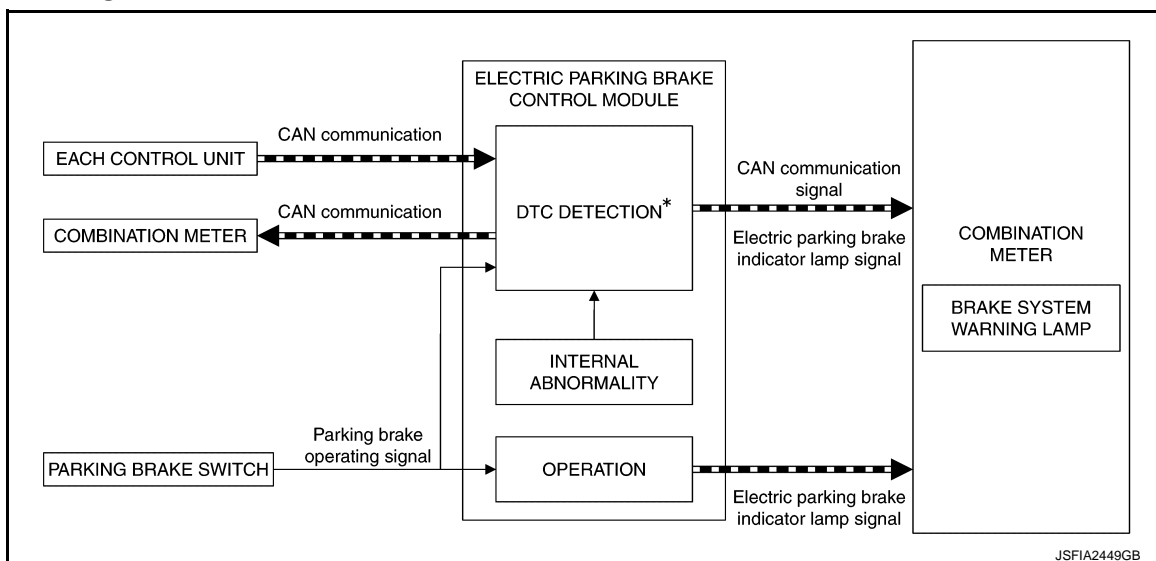 ELECTRIC PARKING BRAKE
CONTROL MODULE
CAN communication
EACH CONTROL UNIT
CAN communication
COMBINATION METER
DTC DETECTION*
CAN communication
signal
Electric parking brake
indicator lamp signal
COMBINATION
METER
BRAKE SYSTEM
WARNING LAMP
INTERNAL
ABNORMALITY
Parking brake
operating signal
PARKING BRAKE SWITCH
OPERATION
Electric parking brake
indicator lamp signal
JSFIA2449GB